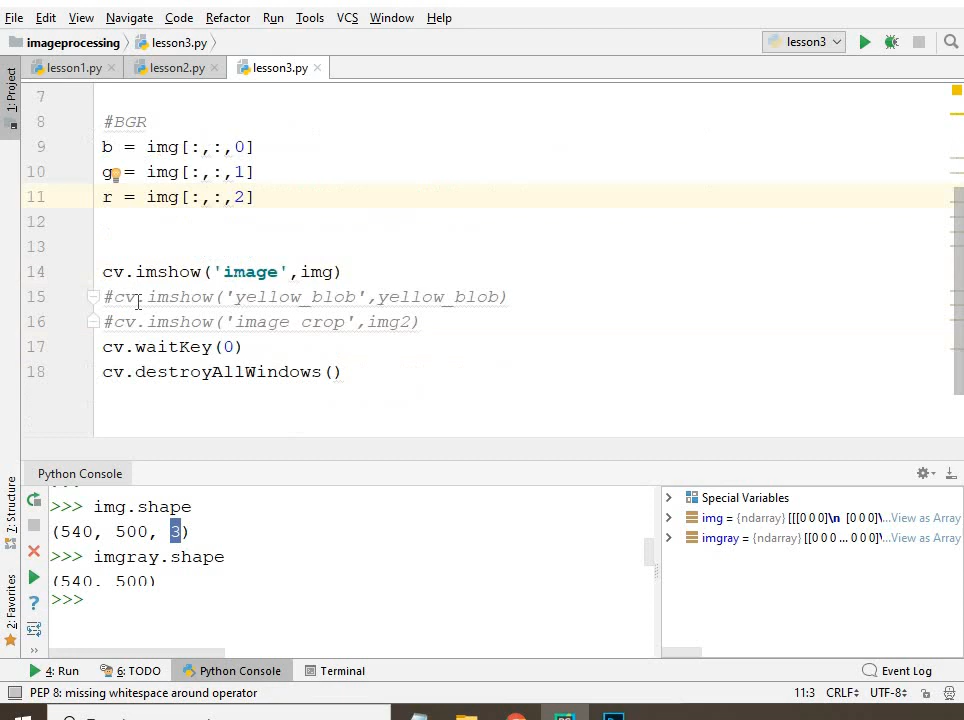 File Edit View Navigate Code Refactor Run Tools VCS Window Help
imageprocessing lesson3.py lesson3
lesson1.py lesson2.py lesson3.py
1: Project
7
8 #BGR
9 b = img[:,:,0]
10 g = img[:,:,1]
11 r = img[:,:,2]
12
13
14 cv.imshow('image',img)
15 #cv.imshow('yellow_blob',yellow_blob)
16 #cv.imshow('image crop',img2)
17 cv.waitKey(0)
18 cv.destroyAllWindows()
7: Structure
2: Favorites
Python Console
>>> img.shape
(540, 500, 3)
>>> imgray.shape
(540, 500)
>>>
Special Variables
img = {ndarray} [[[0 0 0]\n [0 0 0]\'...View as Array
imgray = {ndarray} [[0 0 0 ... 0 0 0]\'...View as Array
4: Run 6: TODO Python Console Terminal Event Log
PEP 8: missing whitespace around operator 11:3 CRLF UTF-8